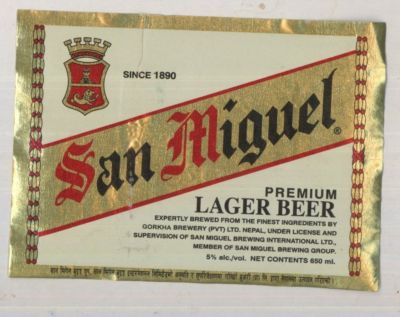 SINCE 1890
San Miguel®
PREMIUM
LAGER BEER
EXPERTLY BREWED FROM THE FINEST INGREDIENTS BY
GORKHA BREWERY (PVT) LTD. NEPAL, UNDER LICENSE AND
SUPERVISION OF SAN MIGUEL BREWING INTERNATIONAL LTD.,
MEMBER OF SAN MIGUEL BREWING GROUP.
5% alc./vol. NET CONTENTS 650 ml.